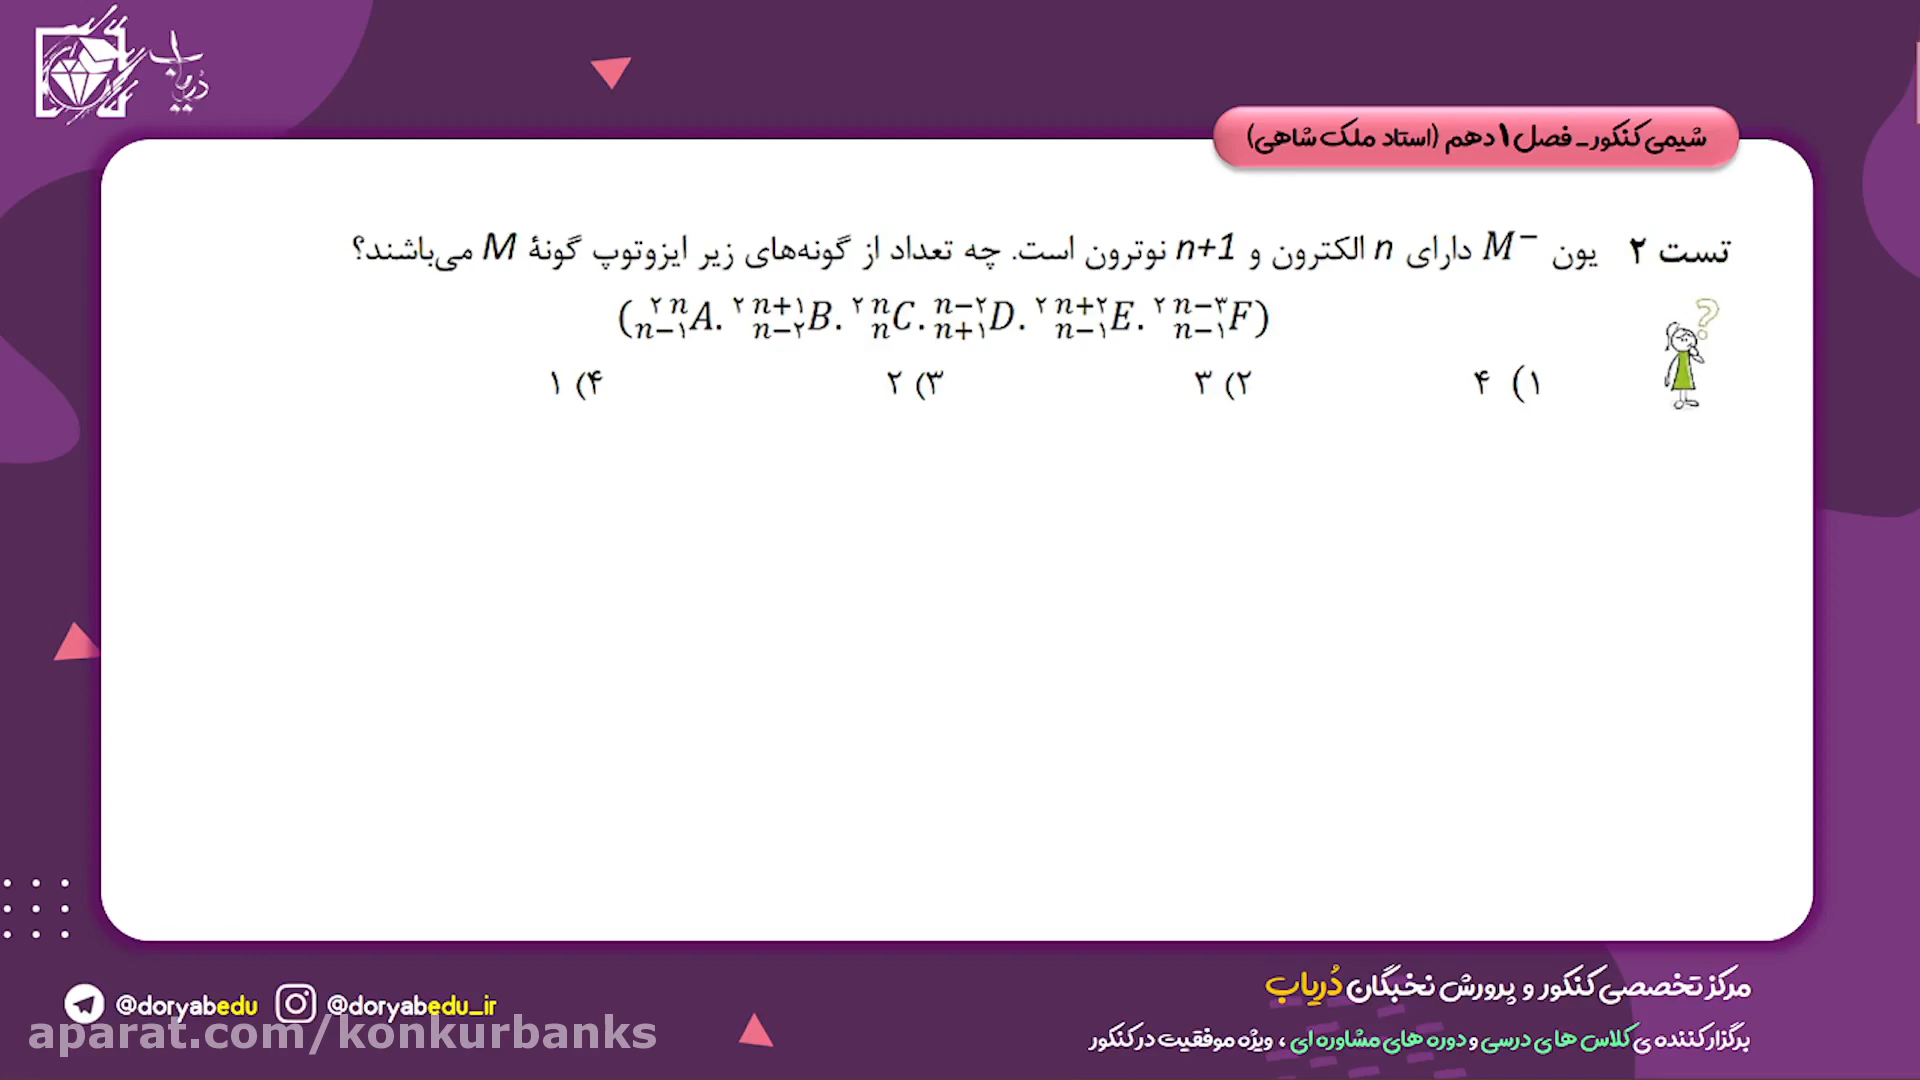 دُریاب
شیمی کنکور - فصل ۱ دهم (استاد ملک شاهی)
تست ۲ یون M⁻ دارای n الکترون و n+1 نوترون است. چه تعداد از گونه‌های زیر ایزوتوپ گونهٔ M می‌باشند؟
(²ⁿₙ₋₁A. ²ⁿ⁺¹ₙ₋₂B. ²ⁿₙC. ⁿ⁻²ₙ₊₁D. ²ⁿ⁺²ₙ₋₁E. ²ⁿ⁻³ₙ₋₁F)
۱) ۴ ۲) ۳ ۳) ۲ ۴) ۱
مرکز تخصصی کنکور و پرورش نخبگان دُریاب
برگزارکننده ی کلاس های درسی و دوره های مشاوره ای ، ویژه موفقیت در کنکور
@doryabedu @doryabedu_ir
aparat.com/konkurbanks